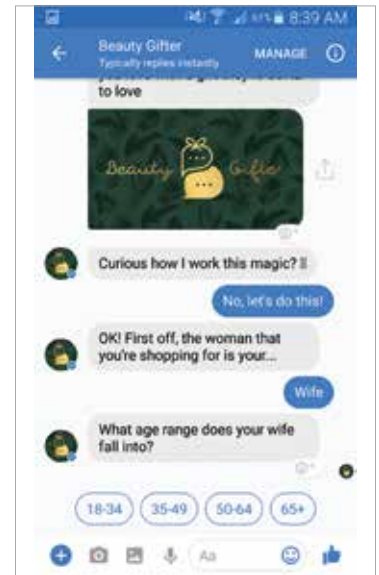 8:39 AM
Beauty Gifter
MANAGE
Typically replies instantly
to love
Beauty Gifter
Curious how I work this magic?
No, let's do this!
OK! First off, the woman that
you're shopping for is your...
Wife
What age range does your wife
fall into?
18-34 35-49 50-64 65+
Aa